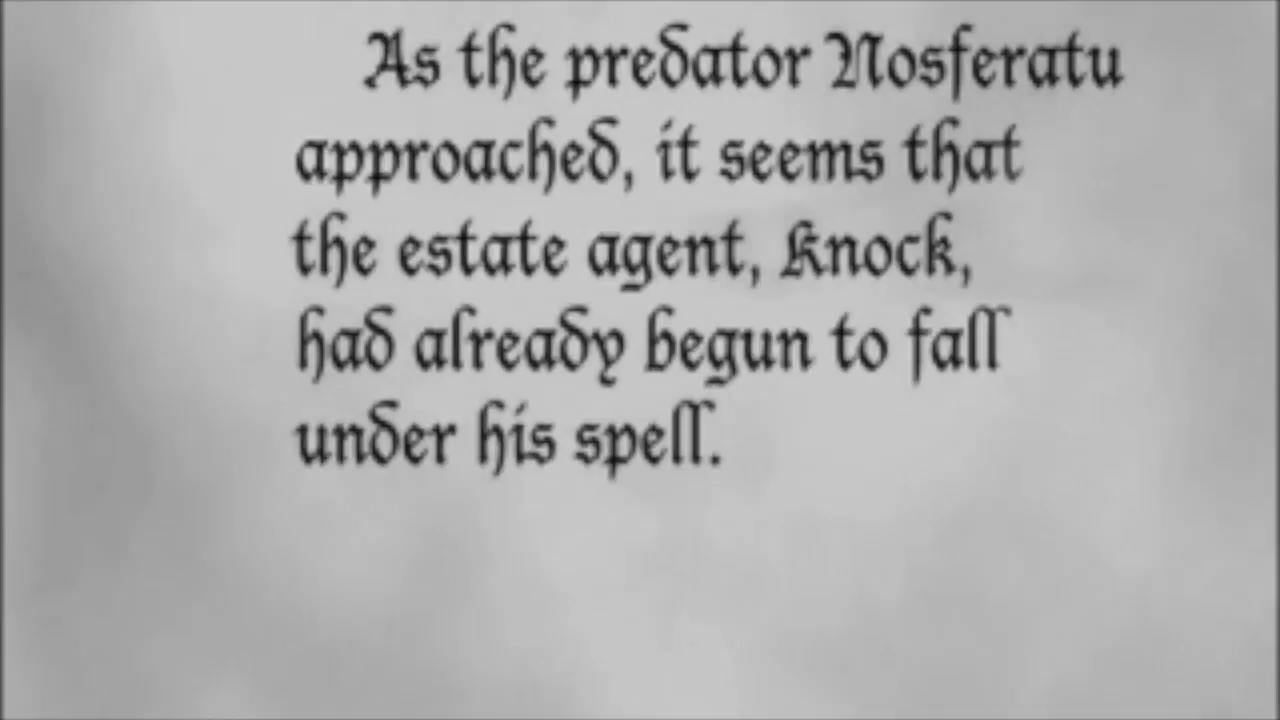 As the predator Nosferatu
approached, it seems that
the estate agent, Knock,
had already begun to fall
under his spell.